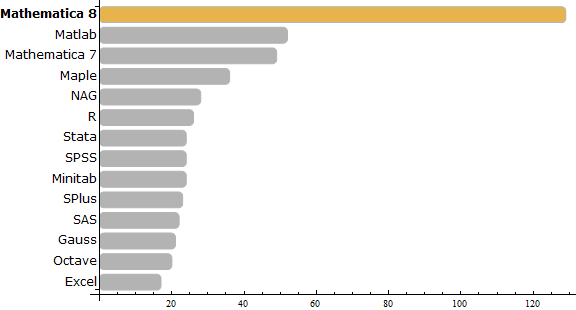 Mathematica 8
Matlab
Mathematica 7
Maple
NAG
R
Stata
SPSS
Minitab
SPlus
SAS
Gauss
Octave
Excel
20 40 60 80 100 120